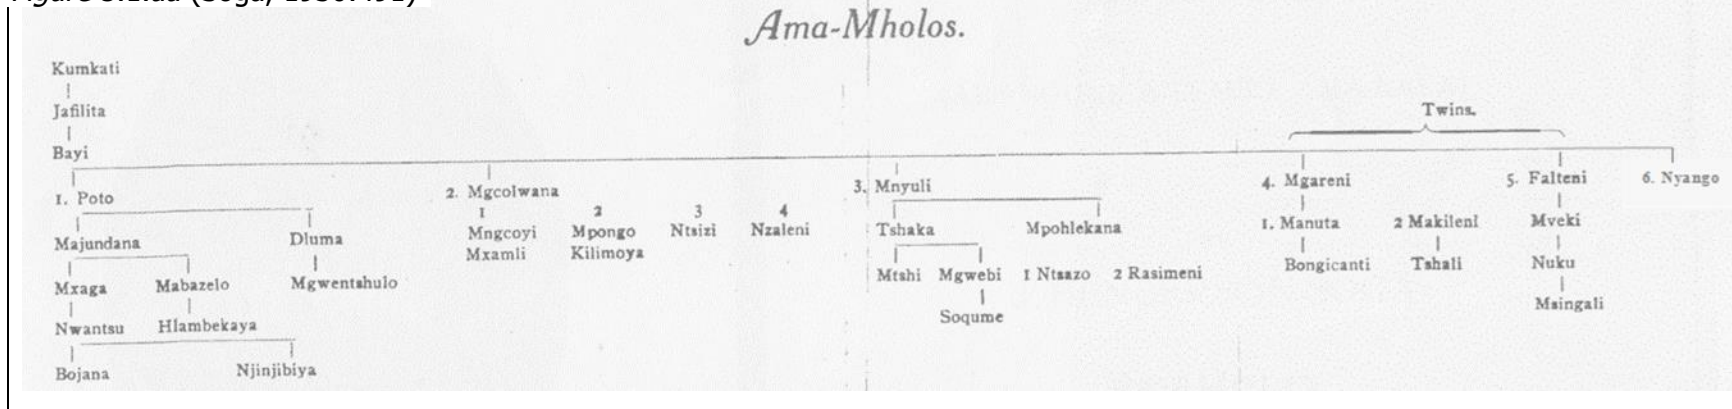 Ama-Mholos.
Kumkati
Jafilita
Twins.
Bayi
1. Poto 2. Mgcolwana 3. Mnyuli 4. Mgareni 5. Falteni 6. Nyango
1 2 3 4
Majundana Dluma Mngcoyi Mpongo Ntsizi Nzaleni Tshaka Mpohlekana 1. Manuta 2 Makileni Mveki
Mxamli Kilimoya
Mxaga Mabazelo Mgwentshulo Mtshi Mgwebi 1 Ntsazo 2 Rasimeni Bongicanti Tshali Nuku
Nwantsu Hlambekaya Soqume Msingali
Bojana Njinjibiya